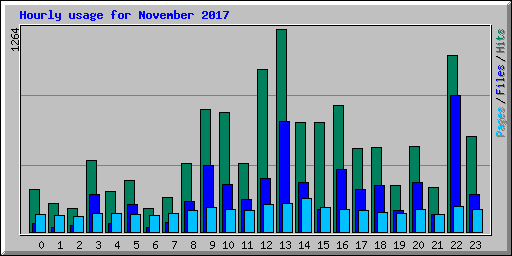 Hourly usage for November 2017
1264
Pages / Files / Hits
0 1 2 3 4 5 6 7 8 9 10 11 12 13 14 15 16 17 18 19 20 21 22 23